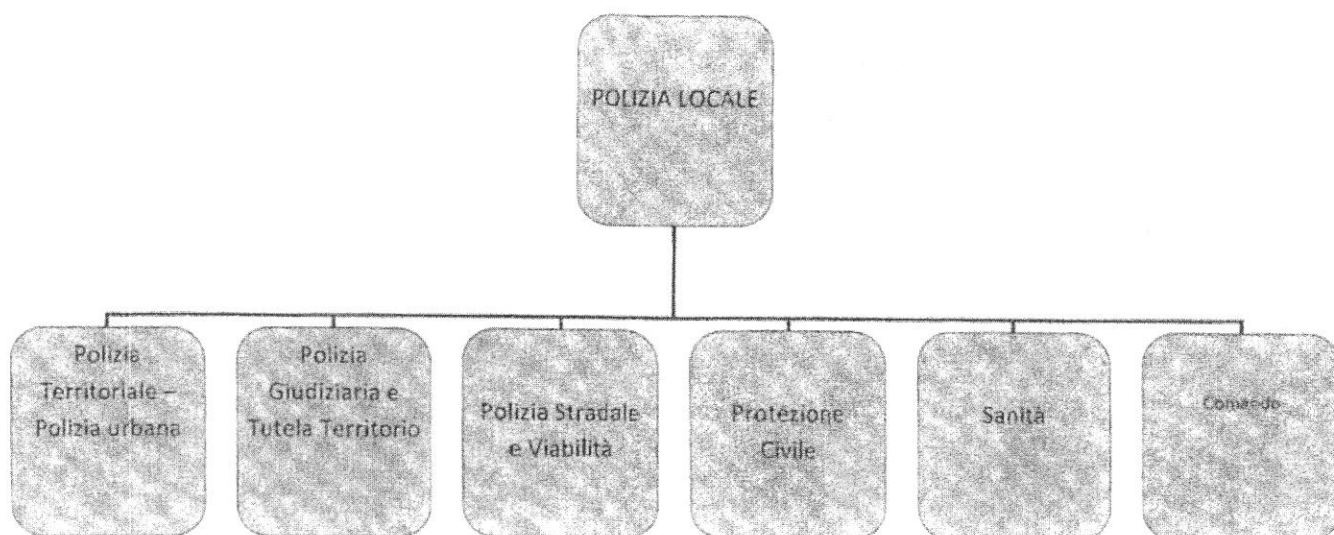 POLIZIA LOCALE
Polizia
Territoriale –
Polizia urbana
Polizia
Giudiziaria e
Tutela Territorio
Polizia Stradale
e Viabilità
Protezione
Civile
Sanità
Comando